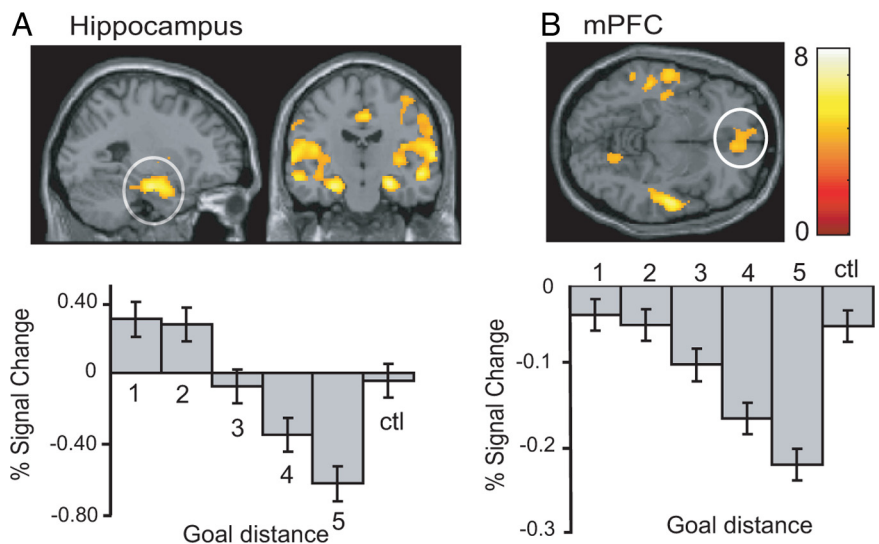 A Hippocampus
B mPFC
8
0
% Signal Change
0.40
0
-0.40
-0.80
1
2
3
4
5
ctl
Goal distance
% Signal Change
1
2
3
4
5
ctl
0
-0.1
-0.2
-0.3
Goal distance